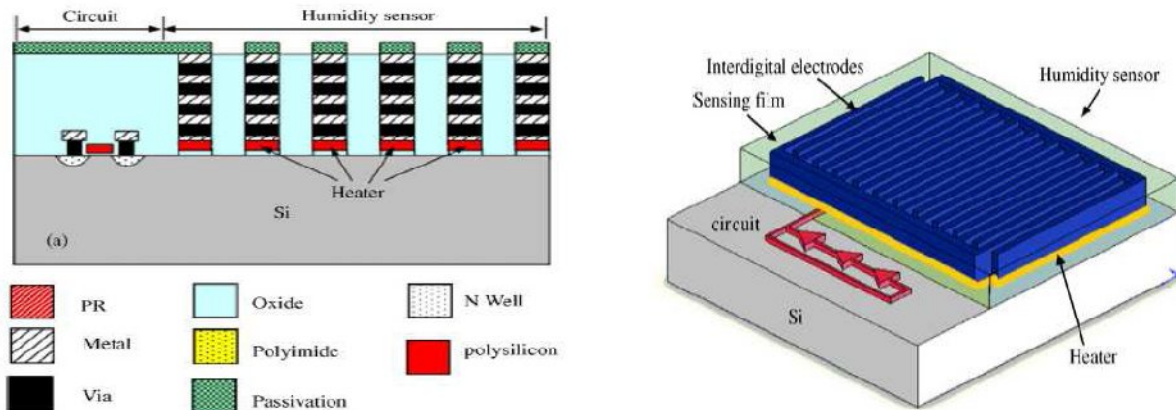 Circuit
Humidity sensor
Heater
Si
(a)
PR
Oxide
N Well
Metal
Polyimide
polysilicon
Via
Passivation
Interdigital electrodes
Humidity sensor
Sensing film
circuit
Si
Heater